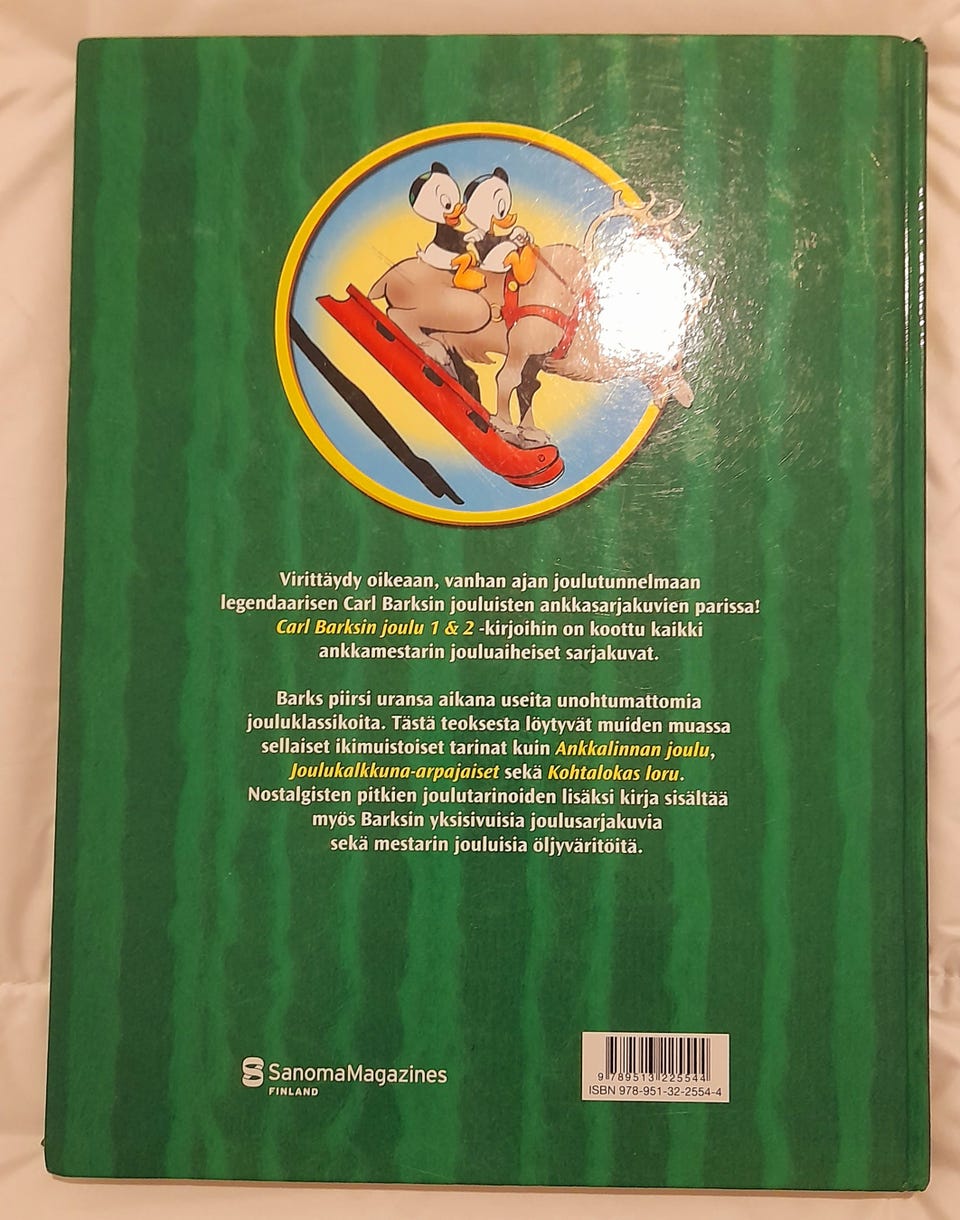 Virittäydy oikeaan, vanhan ajan joulutunnelmaan
legendaarisen Carl Barksin jouluisten ankkasarjakuvien parissa!
Carl Barksin joulu 1 & 2 -kirjoihin on koottu kaikki
ankkamestarin jouluaiheiset sarjakuvat.
Barks piirsi uransa aikana useita unohtumattomia
jouluklassikoita. Tästä teoksesta löytyvät muiden muassa
sellaiset ikimuistoiset tarinat kuin Ankkalinnan joulu,
Joulukalkkuna-arpajaiset sekä Kohtalokas loru.
Nostalgisten pitkien joulutarinoiden lisäksi kirja sisältää
myös Barksin yksisivuisia joulusarjakuvia
sekä mestarin jouluisia öljyväritöitä.
SanomaMagazines
FINLAND
9 789513 225544
ISBN 978-951-32-2554-4